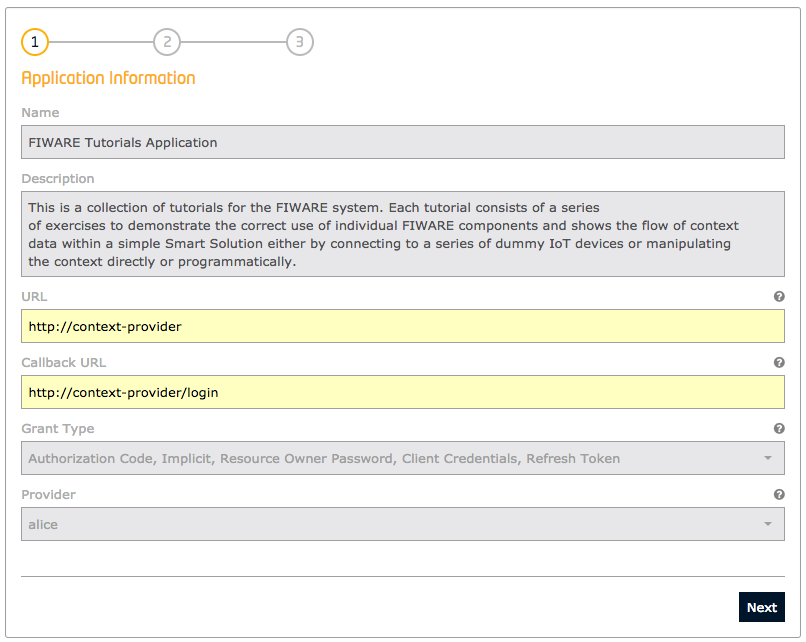 1 2 3
Application Information
Name
FIWARE Tutorials Application
Description
This is a collection of tutorials for the FIWARE system. Each tutorial consists of a series
of exercises to demonstrate the correct use of individual FIWARE components and shows the flow of context
data within a simple Smart Solution either by connecting to a series of dummy IoT devices or manipulating
the context directly or programmatically.
URL ?
http://context-provider
Callback URL ?
http://context-provider/login
Grant Type ?
Authorization Code, Implicit, Resource Owner Password, Client Credentials, Refresh Token
Provider ?
alice
Next